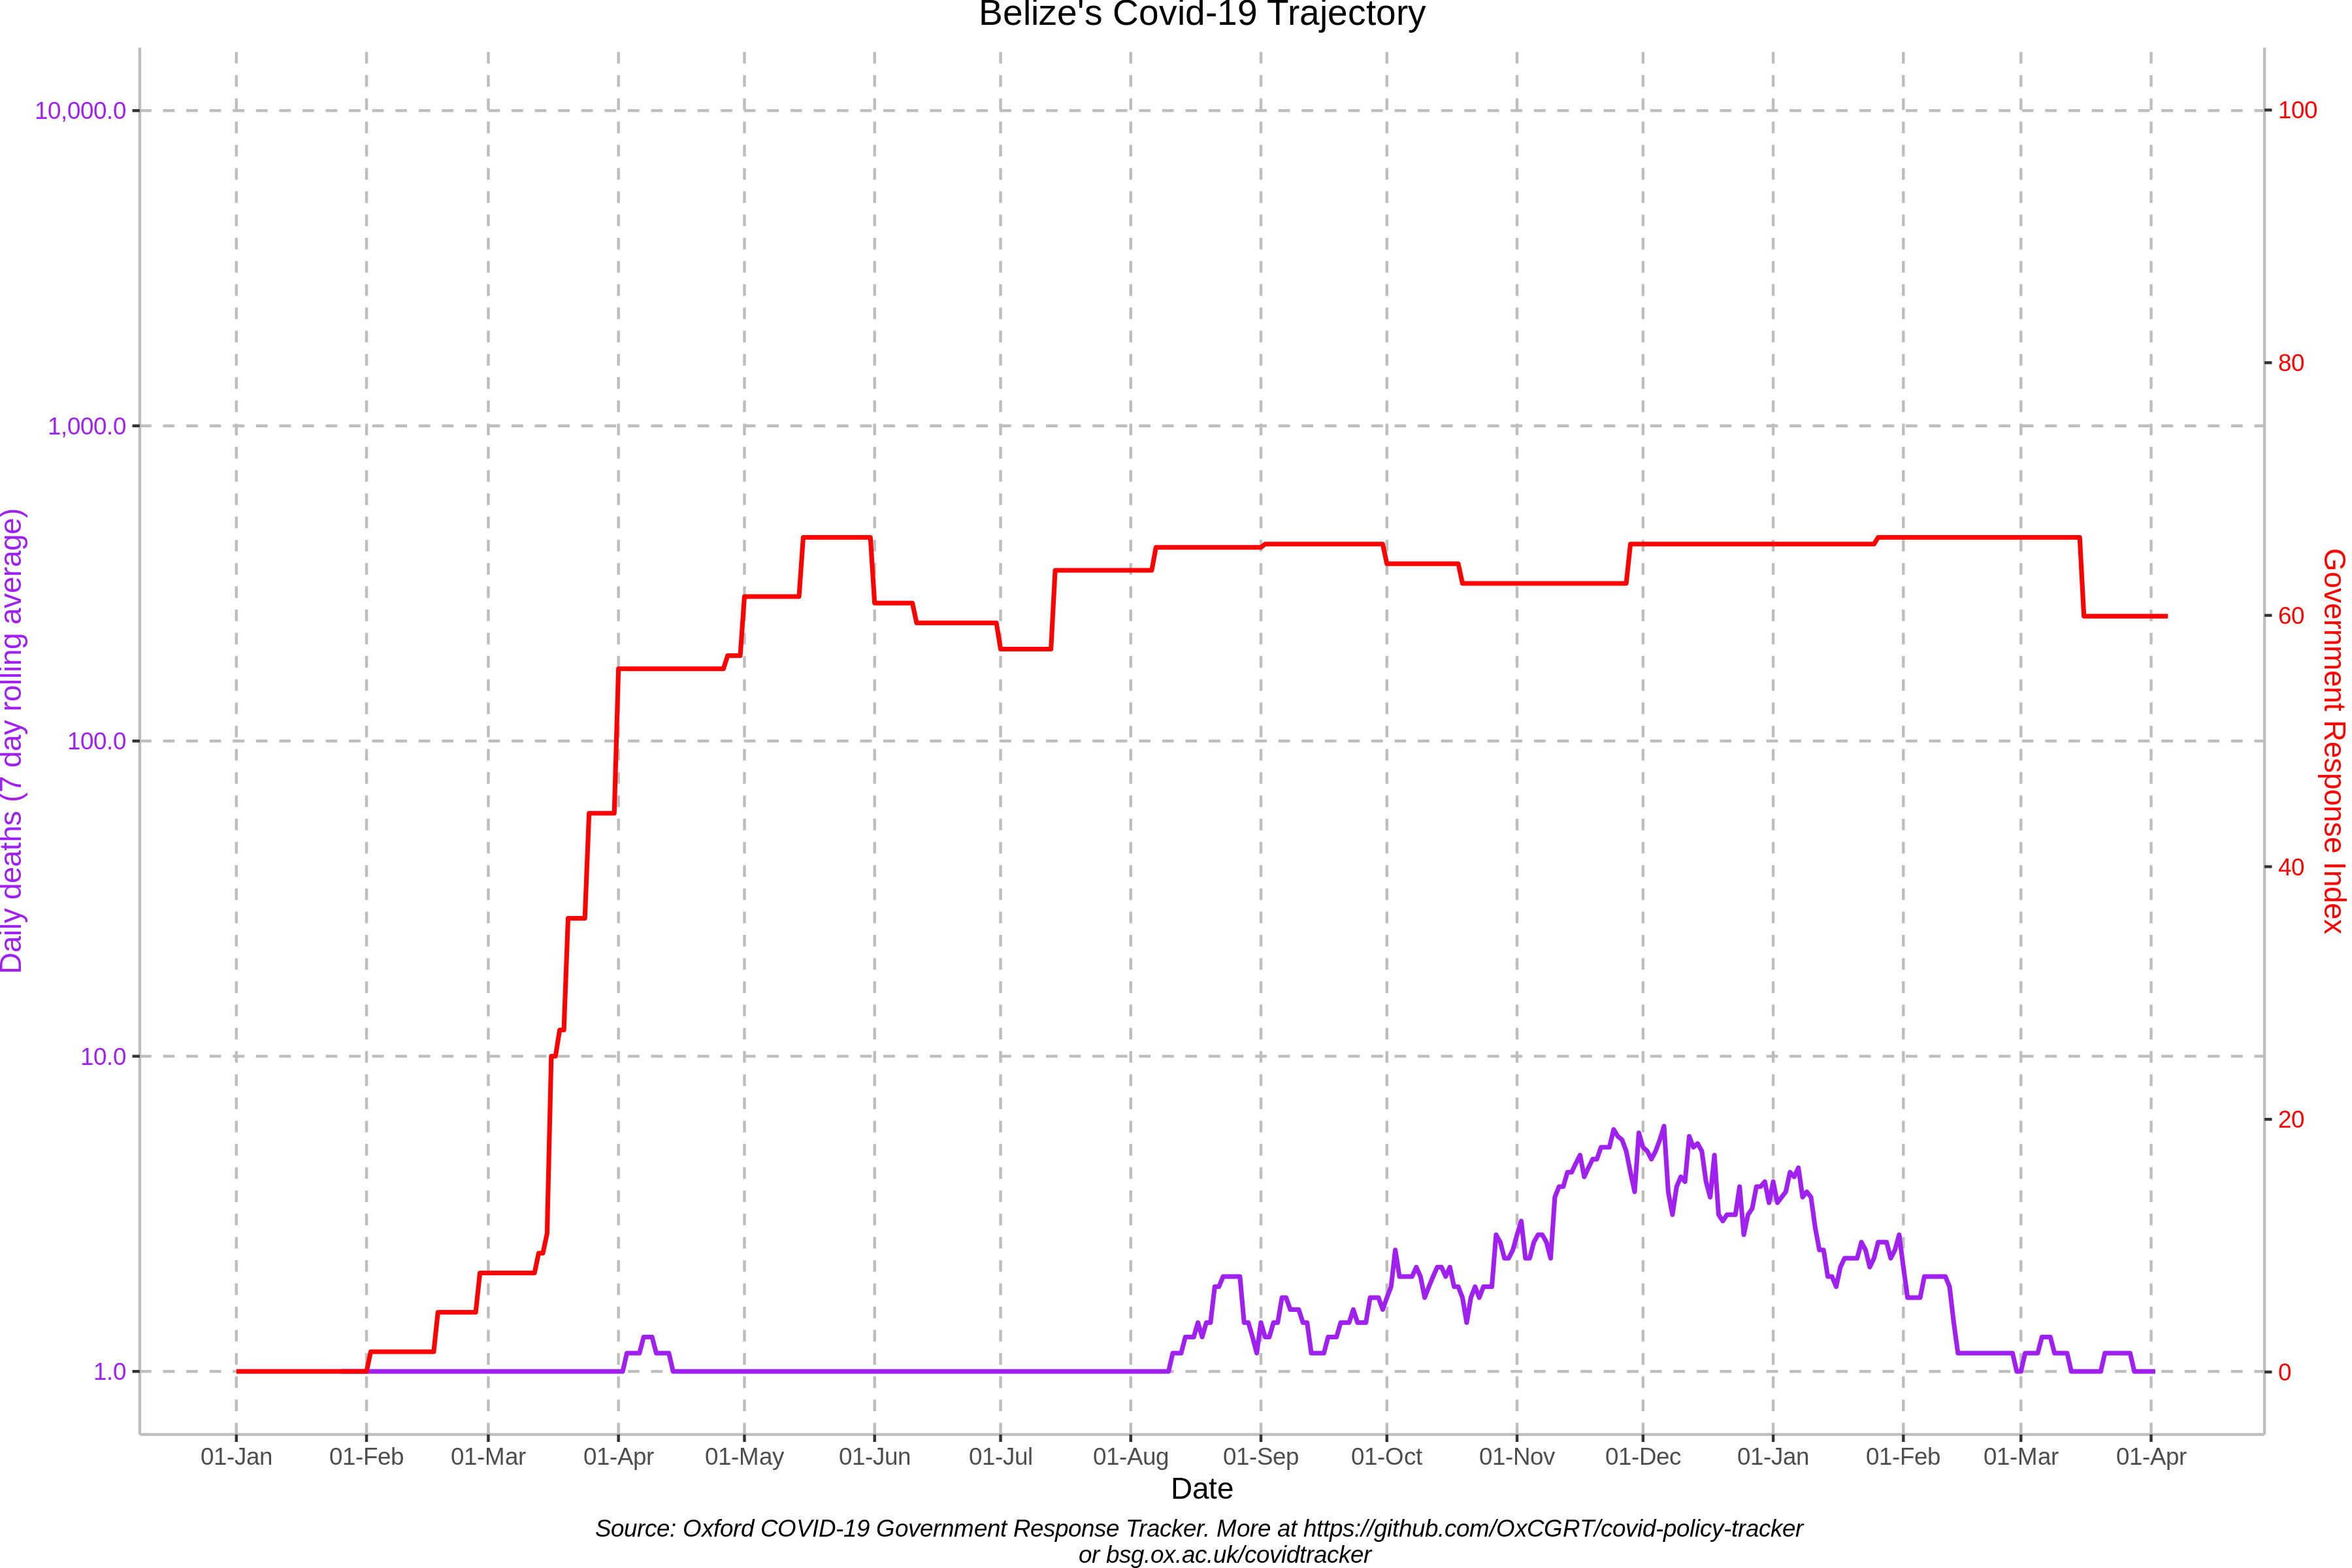 Belize's Covid-19 Trajectory
10,000.0
1,000.0
100.0
10.0
1.0
Daily deaths (7 day rolling average)
100
80
60
40
20
0
Government Response Index
01-Jan 01-Feb 01-Mar 01-Apr 01-May 01-Jun 01-Jul 01-Aug 01-Sep 01-Oct 01-Nov 01-Dec 01-Jan 01-Feb 01-Mar 01-Apr
Date
Source: Oxford COVID-19 Government Response Tracker. More at https://github.com/OxCGRT/covid-policy-tracker
or bsg.ox.ac.uk/covidtracker